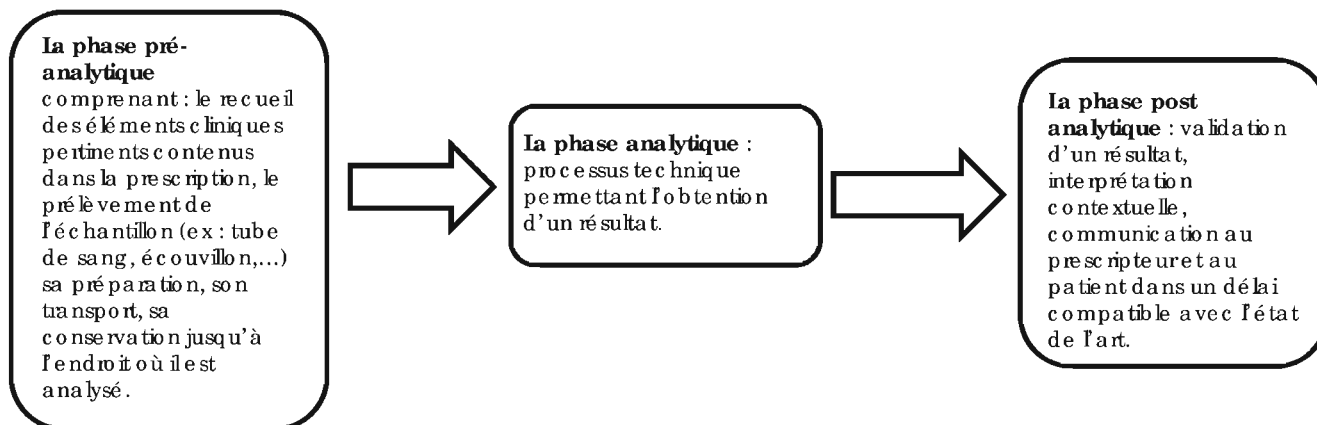 La phase pré-
analytique
comprenant : le recueil
des éléments cliniques
pertinents contenus
dans la prescription, le
prélèvement de
l'échantillon (ex : tube
de sang, écouvillon,...)
sa préparation, son
transport, sa
conservation jusqu'à
l'endroit où il est
analysé.
La phase analytique :
processus technique
permettant l'obtention
d'un résultat.
La phase post
analytique : validation
d'un résultat,
interprétation
contextuelle,
communication au
prescripteur et au
patient dans un délai
compatible avec l'état
de l'art.